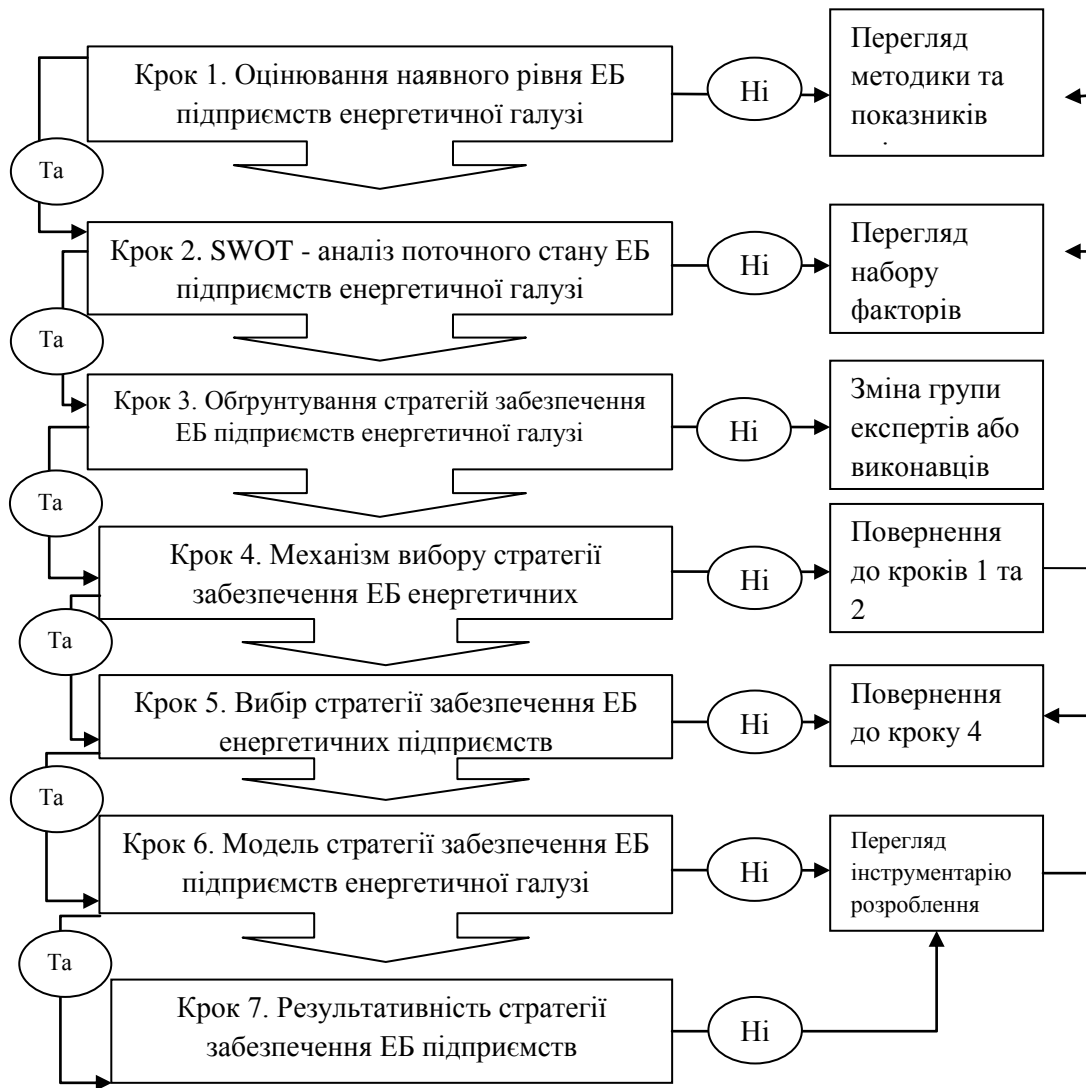 Крок 1. Оцінювання наявного рівня ЕБ
підприємств енергетичної галузі
Ні
Перегляд
методики та
показників
Та
Крок 2. SWOT - аналіз поточного стану ЕБ
підприємств енергетичної галузі
Ні
Перегляд
набору
факторів
Та
Крок 3. Обґрунтування стратегій забезпечення
ЕБ підприємств енергетичної галузі
Ні
Зміна групи
експертів або
виконавців
Та
Крок 4. Механізм вибору стратегії
забезпечення ЕБ енергетичних
Ні
Повернення
до кроків 1 та
2
Та
Крок 5. Вибір стратегії забезпечення ЕБ
енергетичних підприємств
Ні
Повернення
до кроку 4
Та
Крок 6. Модель стратегії забезпечення ЕБ
підприємств енергетичної галузі
Ні
Перегляд
інструментарію
розроблення
Та
Крок 7. Результативність стратегії
забезпечення ЕБ підприємств
Ні